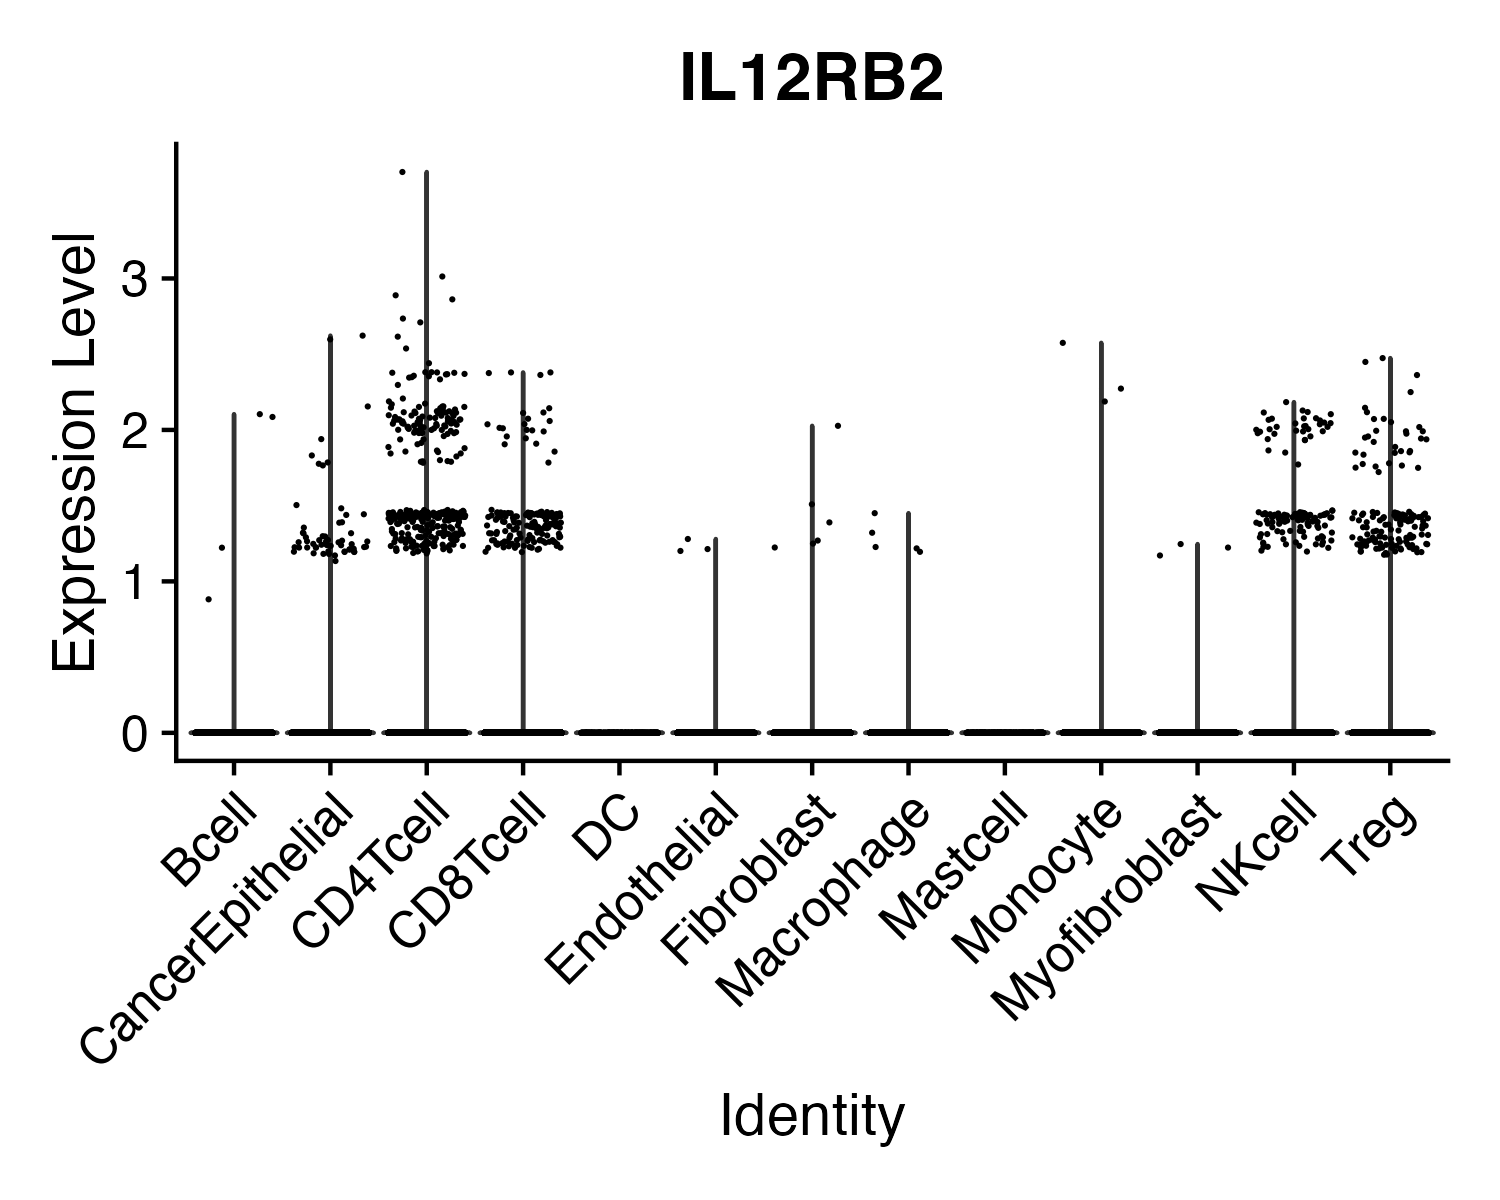 IL12RB2
Expression Level
3
2
1
0
Bcell
CancerEpithelial
CD4Tcell
CD8Tcell
DC
Endothelial
Fibroblast
Macrophage
Mastcell
Monocyte
Myofibroblast
NKcell
Treg
Identity